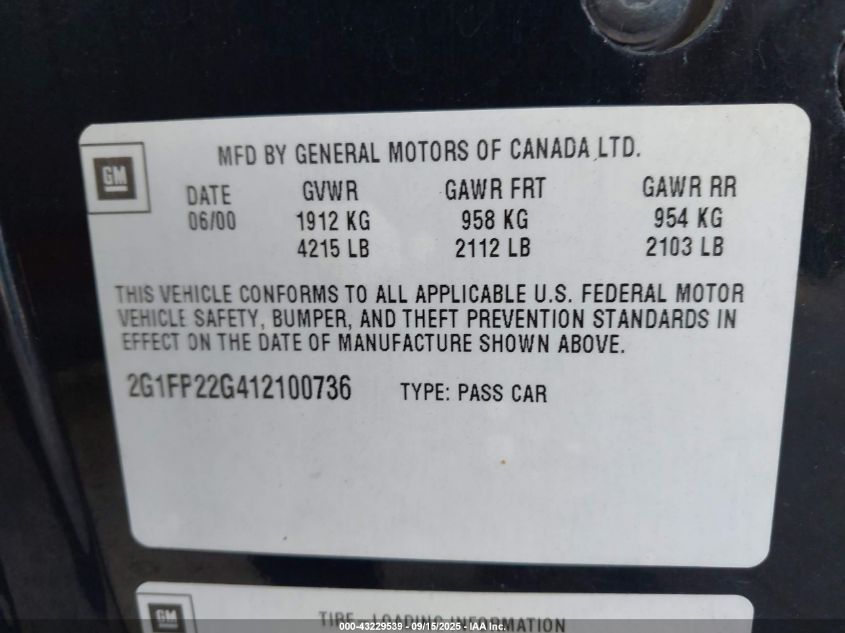 MFD BY GENERAL MOTORS OF CANADA LTD.
GM
DATE GVWR GAWR FRT GAWR RR
06/00 1912 KG 958 KG 954 KG
4215 LB 2112 LB 2103 LB
THIS VEHICLE CONFORMS TO ALL APPLICABLE U.S. FEDERAL MOTOR
VEHICLE SAFETY, BUMPER, AND THEFT PREVENTION STANDARDS IN
EFFECT ON THE DATE OF MANUFACTURE SHOWN ABOVE.
2G1FP22G412100736 TYPE: PASS CAR
GM
TIRE - LOADING INFORMATION
000-43229539 - 09/15/2025 - IAA Inc.